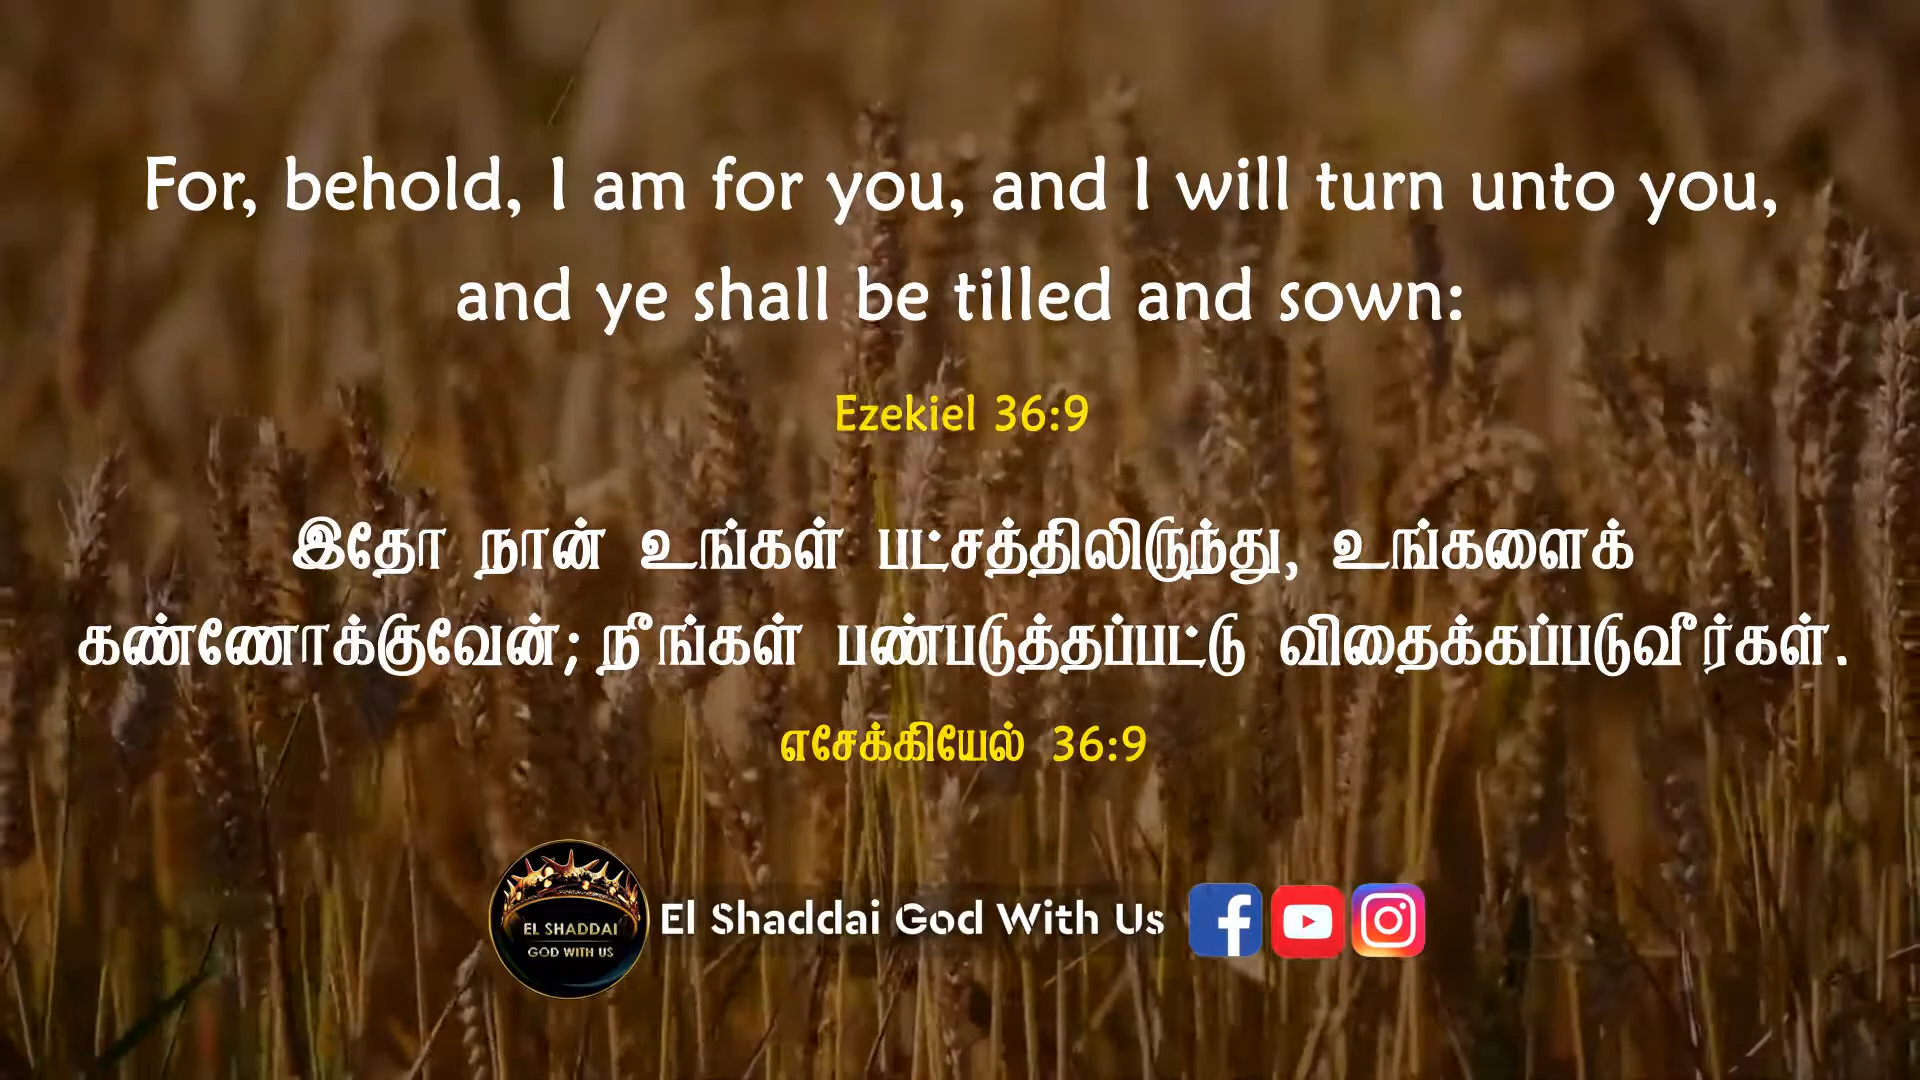 For, behold, I am for you, and I will turn unto you,
and ye shall be tilled and sown:
Ezekiel 36:9
இதோ நான் உங்கள் பட்சத்திலிருந்து, உங்களைக்
கண்ணோக்குவேன்; நீங்கள் பண்படுத்தப்பட்டு விதைக்கப்படுவீர்கள்.
எசேக்கியேல் 36:9
EL SHADDAI
GOD WITH US
El Shaddai God With Us